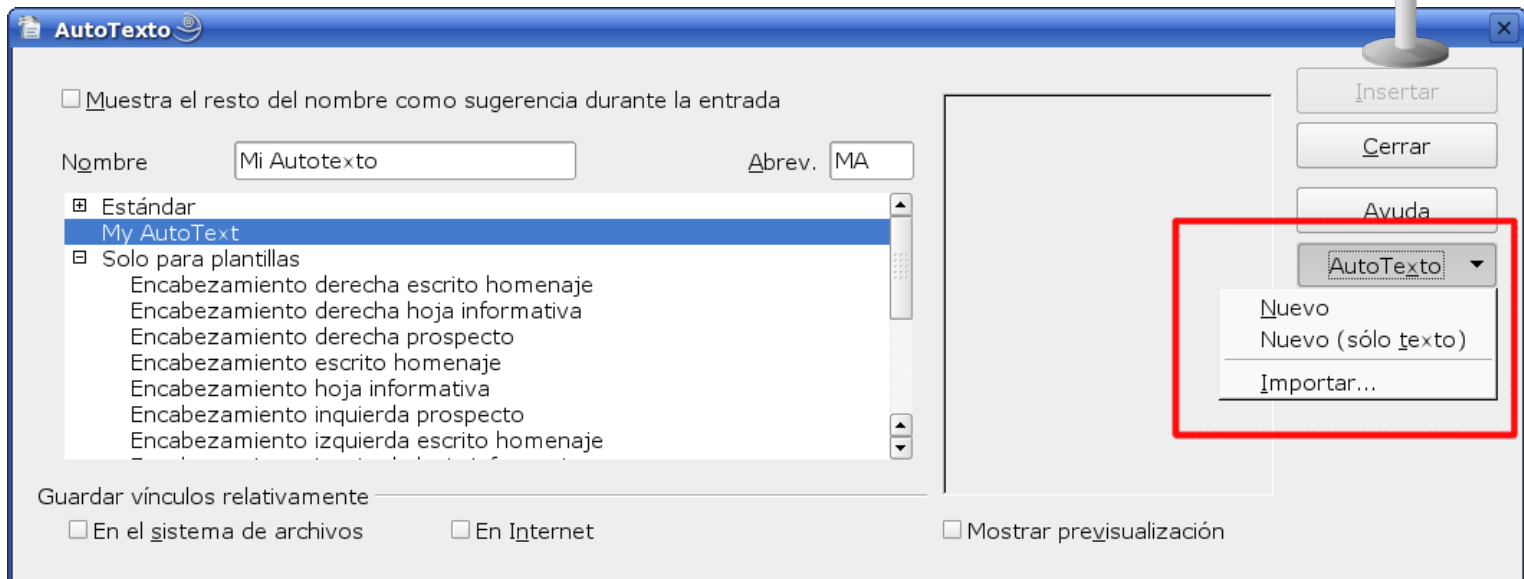 AutoTexto
Muestra el resto del nombre como sugerencia durante la entrada
Insertar
Nombre Mi Autotexto Abrev. MA
Cerrar
Estándar
My AutoText
Solo para plantillas
Encabezamiento derecha escrito homenaje
Encabezamiento derecha hoja informativa
Encabezamiento derecha prospecto
Encabezamiento escrito homenaje
Encabezamiento hoja informativa
Encabezamiento inquierda prospecto
Encabezamiento izquierda escrito homenaje
Ayuda
AutoTexto
Nuevo
Nuevo (sólo texto)
Importar...
Guardar vínculos relativamente
En el sistema de archivos En Internet Mostrar previsualización